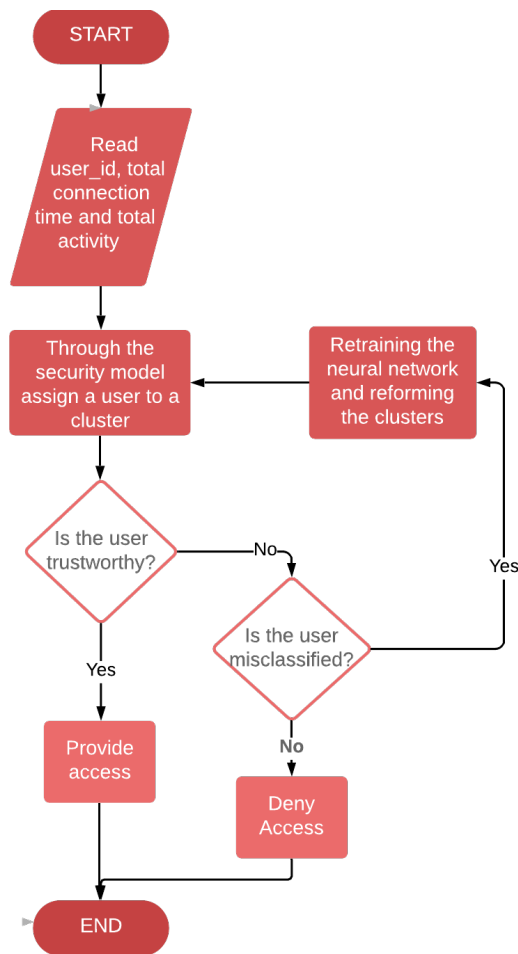 START
Read
user_id, total
connection
time and total
activity
Through the
security model
assign a user to a
cluster
Retraining the
neural network
and reforming
the clusters
Is the user
trustworthy?
No
Yes
Is the user
misclassified?
Yes
No
Provide
access
Deny
Access
END